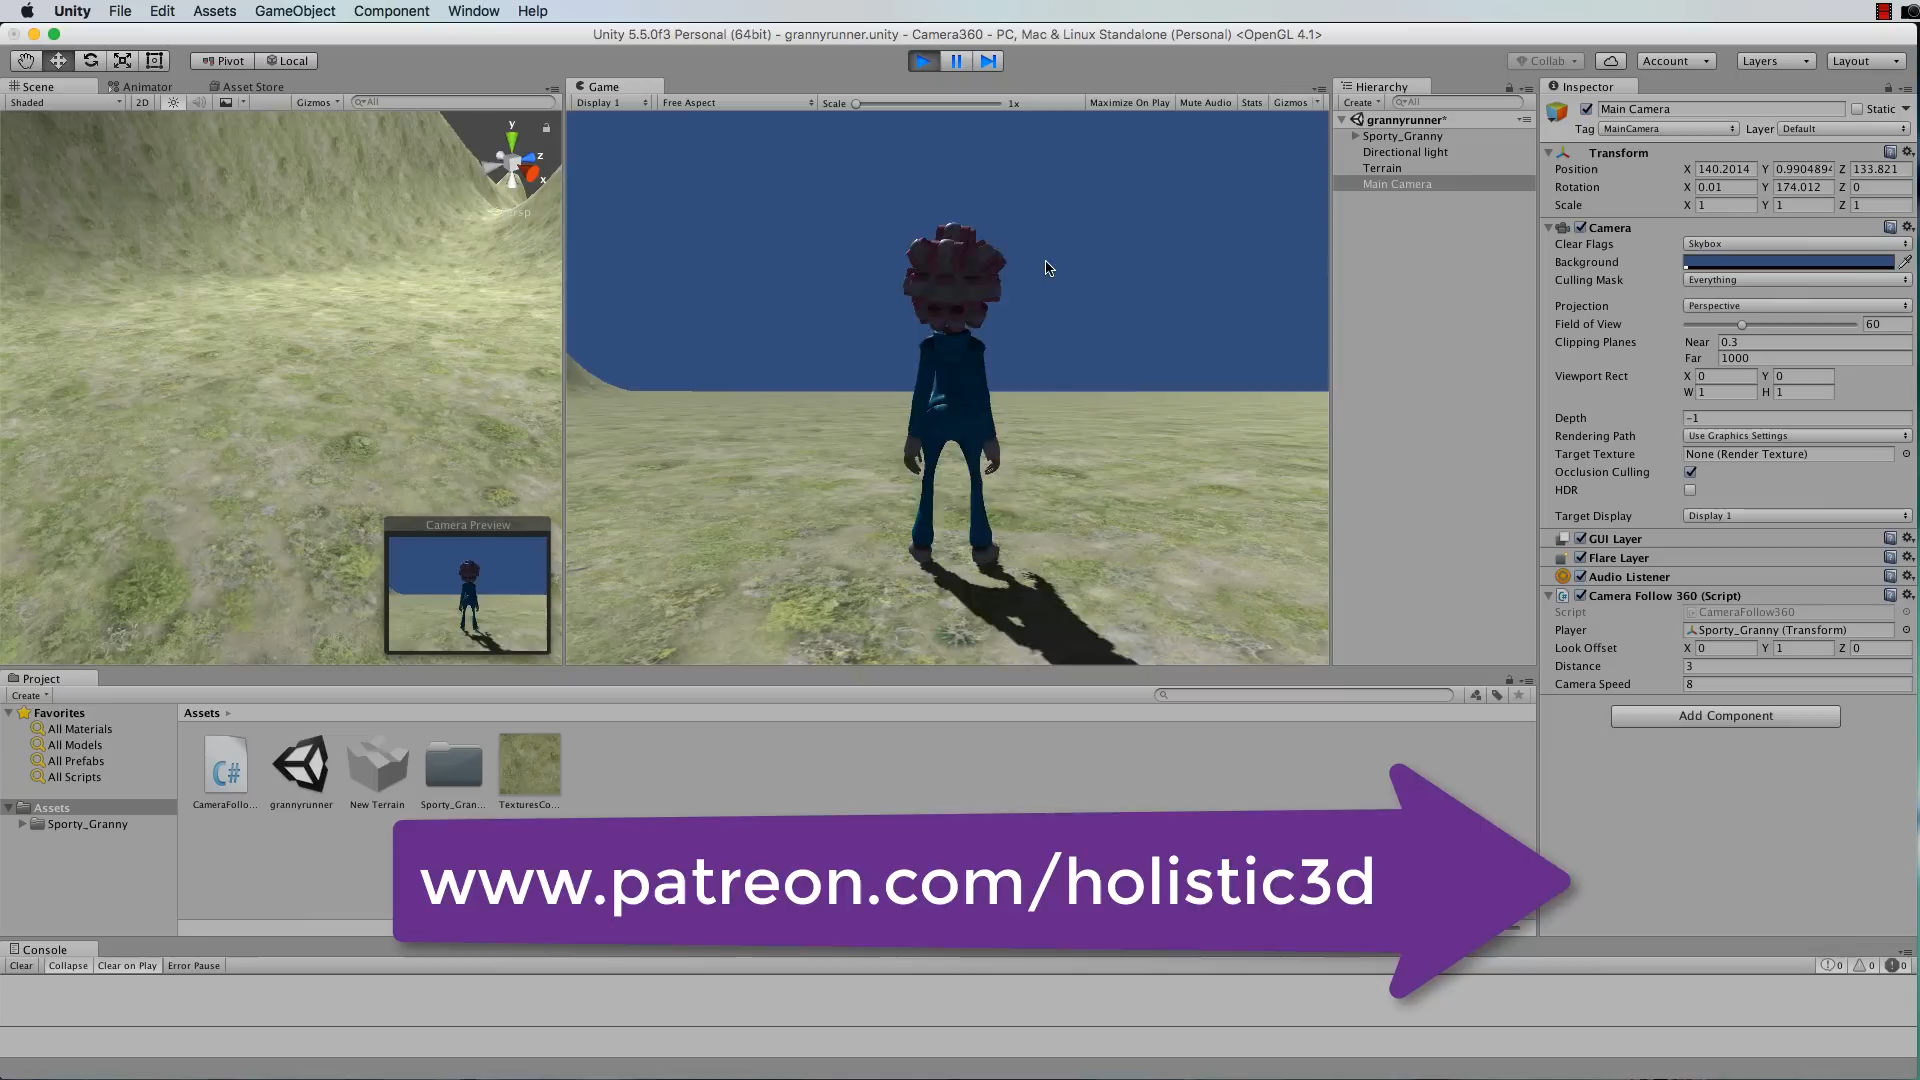 Unity File Edit Assets GameObject Component Window Help
Unity 5.5.0f3 Personal (64bit) - grannyrunner.unity - Camera360 - PC, Mac & Linux Standalone (Personal) <OpenGL 4.1>
Pivot Local
Collab Account Layers Layout
Scene Animator Asset Store
Shaded 2D Gizmos All
y
z
x
Camera Preview
Game
Display 1 Free Aspect Scale 1x Maximize On Play Mute Audio Stats Gizmos
Hierarchy
Create All
grannyrunner*
Sporty_Granny
Directional light
Terrain
Main Camera
Inspector
Main Camera Static
Tag MainCamera Layer Default
Transform
Position X 140.2014 Y 0.9904894 Z 133.821
Rotation X 0.01 Y 174.012 Z 0
Scale X 1 Y 1 Z 1
Camera
Clear Flags Skybox
Background
Culling Mask Everything
Projection Perspective
Field of View 60
Clipping Planes Near 0.3
Far 1000
Viewport Rect X 0 Y 0
W 1 H 1
Depth -1
Rendering Path Use Graphics Settings
Target Texture None (Render Texture)
Occlusion Culling
HDR
Target Display Display 1
GUI Layer
Flare Layer
Audio Listener
Camera Follow 360 (Script)
Script CameraFollow360
Player Sporty_Granny (Transform)
Look Offset X 0 Y 1 Z 0
Distance 3
Camera Speed 8
Add Component
Project
Create
Favorites
All Materials
All Models
All Prefabs
All Scripts
Assets
Sporty_Granny
Assets
C#
CameraFollo... grannyrunner New Terrain Sporty_Gran... TexturesCo...
www.patreon.com/holistic3d
Console
Clear Collapse Clear on Play Error Pause 0 0 0